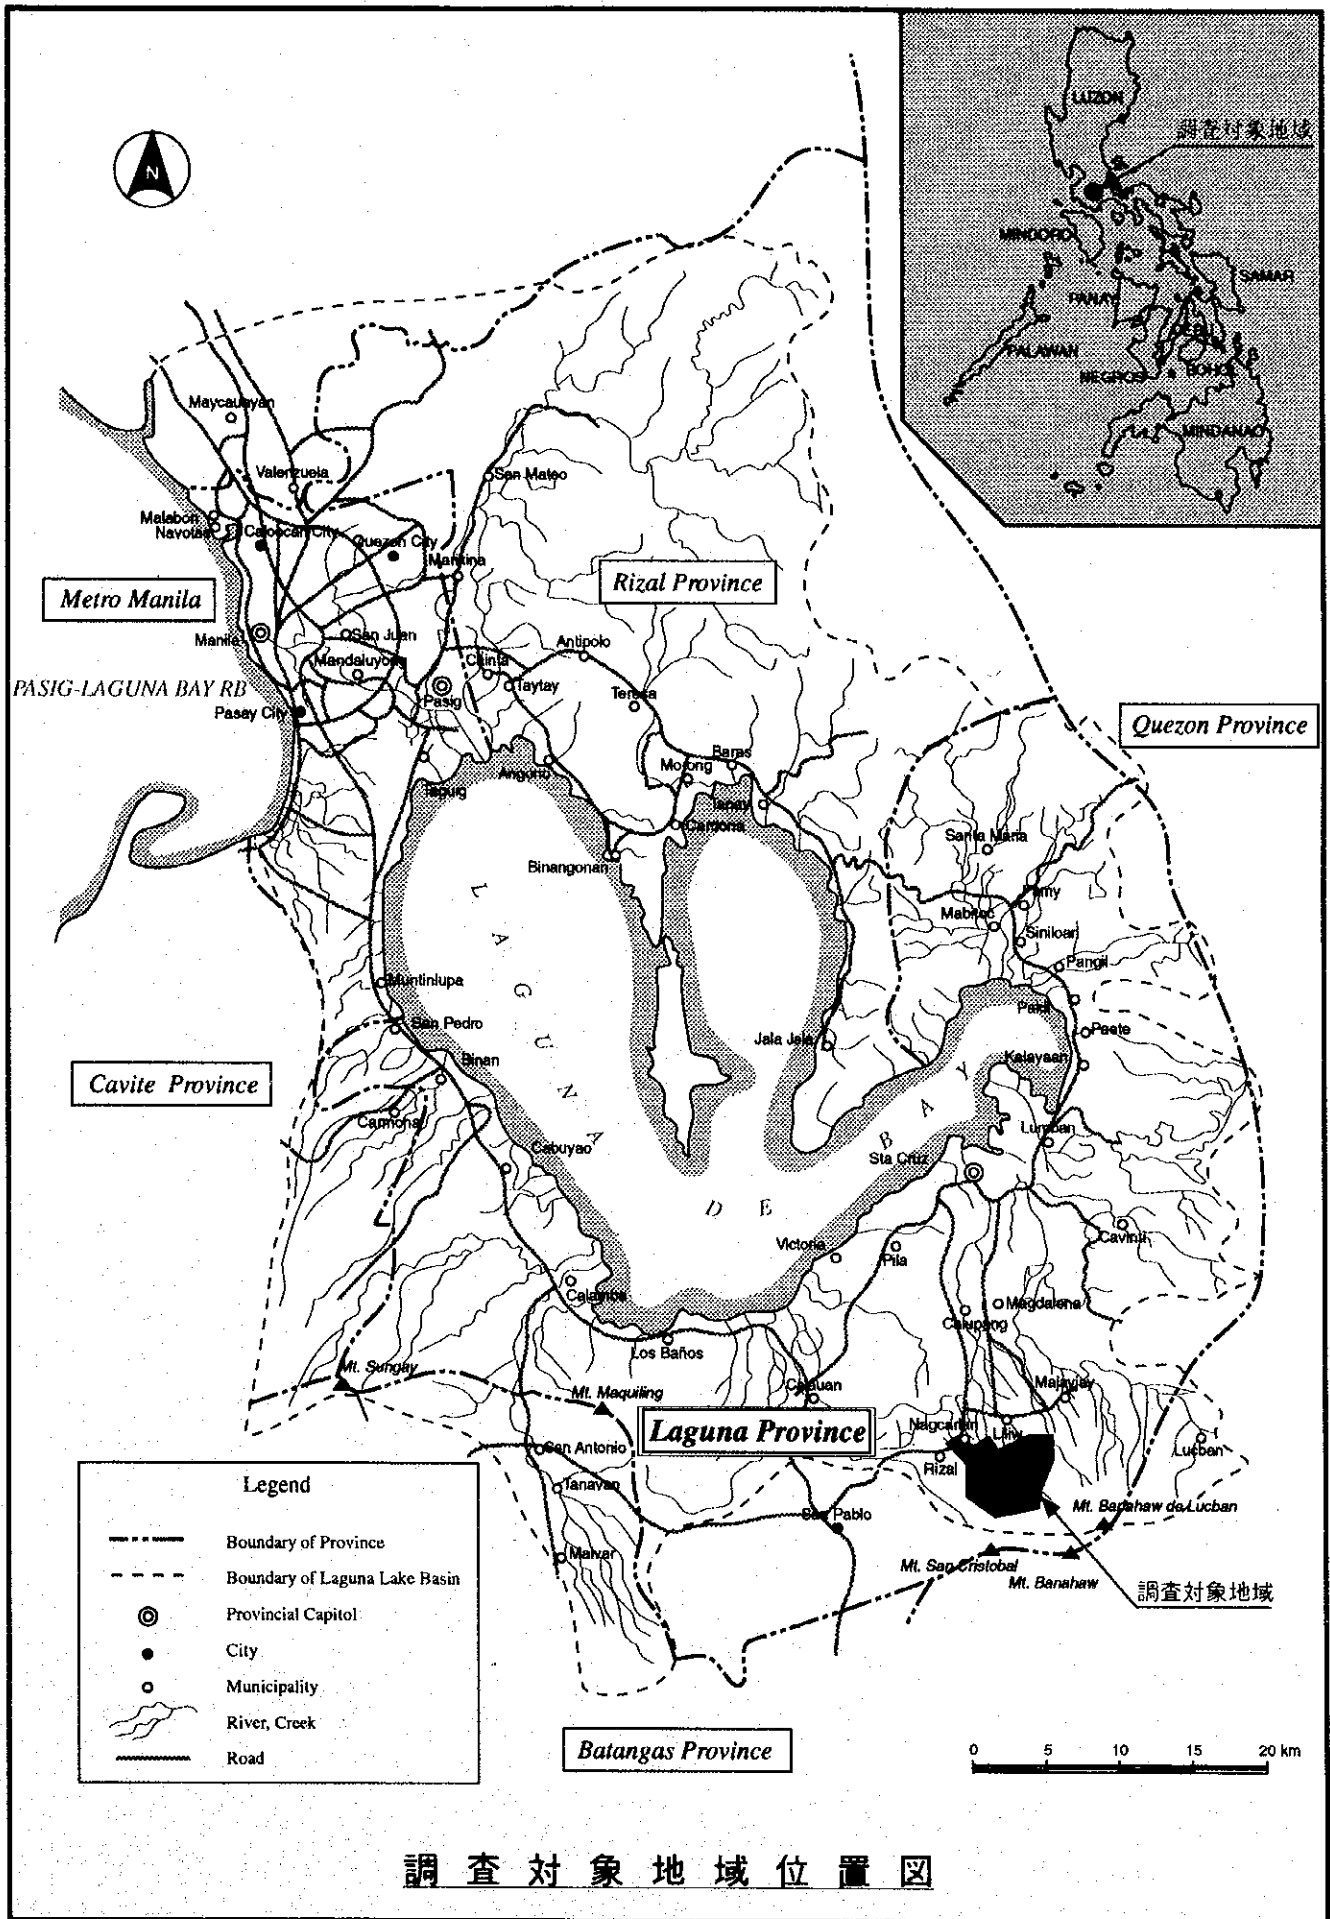 LUZON
調査対象地域
MINDORO
SAMAR
PANAY
CEBU
PALAWAN
NEGROS
BOHOL
MINDANAO
N
Maycauayan
Valenzuela
San Mateo
Malabon
Navotas
Caloocan City
Quezon City
Marikina
Metro Manila
Rizal Province
Manila
San Juan
Antipolo
Mandaluyong
Cainta
PASIG-LAGUNA BAY RB
Pasig
Taytay
Teresa
Pasay City
Quezon Province
Baras
Angono
Morong
Taguig
Tanay
Cardona
Santa Maria
Binangonan
Famy
Mabitac
Siniloan
Pangil
Muntinlupa
Pakil
San Pedro
Paete
Jala Jala
Kalayaan
Binan
Cavite Province
Carmona
Lumban
Cabuyao
Sta Cruz
LAGUNA
DE
BAY
Cavinti
Victoria
Pila
Calamba
Magdalena
Calupang
Los Baños
Mt. Sungay
Mt. Maquiling
Calauan
Majayjay
Laguna Province
Nagcarlan
Liliw
Lucban
San Antonio
Rizal
Tanauan
Mt. Banahaw de Lucban
San Pablo
Malvar
Mt. San Cristobal
Mt. Banahaw
調査対象地域
Legend
Boundary of Province
Boundary of Laguna Lake Basin
Provincial Capitol
City
Municipality
River, Creek
Road
Batangas Province
0 5 10 15 20 km
調査対象地域位置図